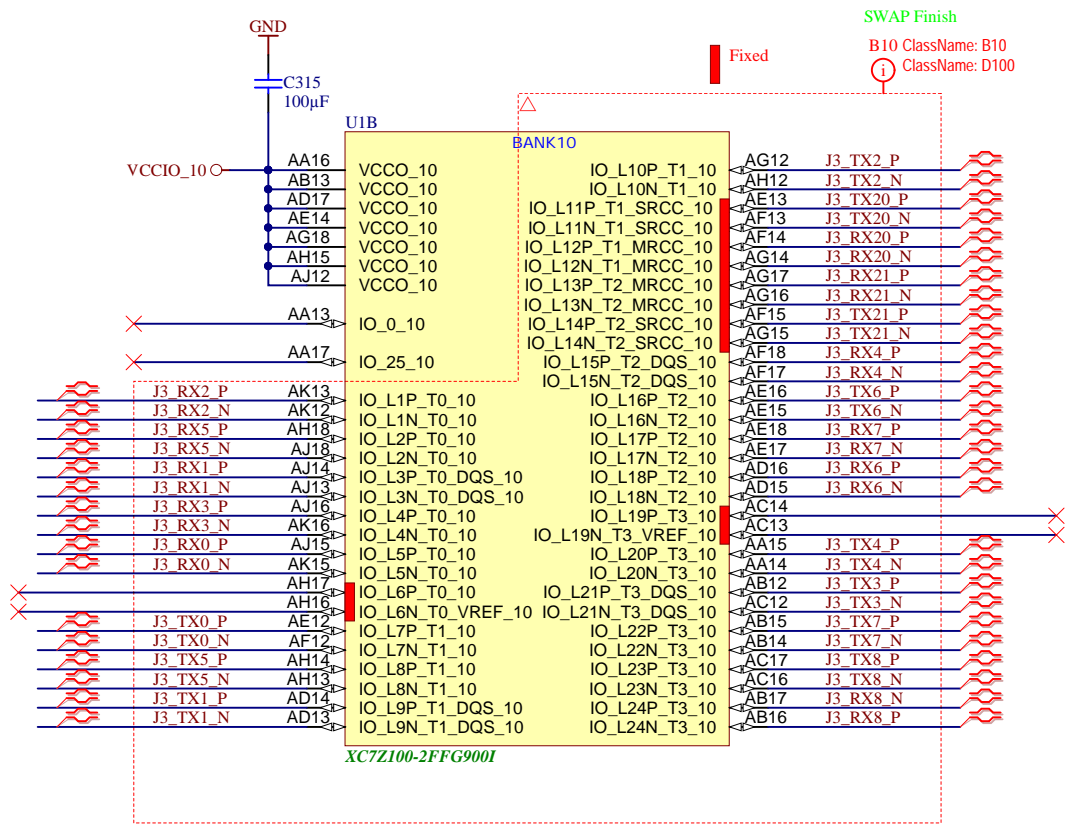 SWAP Finish
GND
B10 ClassName: B10
ClassName: D100
Fixed
i
C315
100µF
U1B
BANK10
VCCIO_10
AA16 VCCO_10
AB13 VCCO_10
AD17 VCCO_10
AE14 VCCO_10
AG18 VCCO_10
AH15 VCCO_10
AJ12 VCCO_10
AA13 IO_0_10
AA17 IO_25_10
J3_RX2_P AK13 IO_L1P_T0_10
J3_RX2_N AK12 IO_L1N_T0_10
J3_RX5_P AH18 IO_L2P_T0_10
J3_RX5_N AJ18 IO_L2N_T0_10
J3_RX1_P AJ14 IO_L3P_T0_DQS_10
J3_RX1_N AJ13 IO_L3N_T0_DQS_10
J3_RX3_P AJ16 IO_L4P_T0_10
J3_RX3_N AK16 IO_L4N_T0_10
J3_RX0_P AJ15 IO_L5P_T0_10
J3_RX0_N AK15 IO_L5N_T0_10
AH17 IO_L6P_T0_10
AH16 IO_L6N_T0_VREF_10
J3_TX0_P AE12 IO_L7P_T1_10
J3_TX0_N AF12 IO_L7N_T1_10
J3_TX5_P AH14 IO_L8P_T1_10
J3_TX5_N AH13 IO_L8N_T1_10
J3_TX1_P AD14 IO_L9P_T1_DQS_10
J3_TX1_N AD13 IO_L9N_T1_DQS_10
IO_L10P_T1_10 AG12 J3_TX2_P
IO_L10N_T1_10 AH12 J3_TX2_N
IO_L11P_T1_SRCC_10 AE13 J3_TX20_P
IO_L11N_T1_SRCC_10 AF13 J3_TX20_N
IO_L12P_T1_MRCC_10 AF14 J3_RX20_P
IO_L12N_T1_MRCC_10 AG14 J3_RX20_N
IO_L13P_T2_MRCC_10 AG17 J3_RX21_P
IO_L13N_T2_MRCC_10 AG16 J3_RX21_N
IO_L14P_T2_SRCC_10 AF15 J3_TX21_P
IO_L14N_T2_SRCC_10 AG15 J3_TX21_N
IO_L15P_T2_DQS_10 AF18 J3_RX4_P
IO_L15N_T2_DQS_10 AF17 J3_RX4_N
IO_L16P_T2_10 AE16 J3_TX6_P
IO_L16N_T2_10 AE15 J3_TX6_N
IO_L17P_T2_10 AE18 J3_RX7_P
IO_L17N_T2_10 AE17 J3_RX7_N
IO_L18P_T2_10 AD16 J3_RX6_P
IO_L18N_T2_10 AD15 J3_RX6_N
IO_L19P_T3_10 AC14
IO_L19N_T3_VREF_10 AC13
IO_L20P_T3_10 AA15 J3_TX4_P
IO_L20N_T3_10 AA14 J3_TX4_N
IO_L21P_T3_DQS_10 AB12 J3_TX3_P
IO_L21N_T3_DQS_10 AC12 J3_TX3_N
IO_L22P_T3_10 AB15 J3_TX7_P
IO_L22N_T3_10 AB14 J3_TX7_N
IO_L23P_T3_10 AC17 J3_TX8_P
IO_L23N_T3_10 AC16 J3_TX8_N
IO_L24P_T3_10 AB17 J3_RX8_N
IO_L24N_T3_10 AB16 J3_RX8_P
XC7Z100-2FFG900I